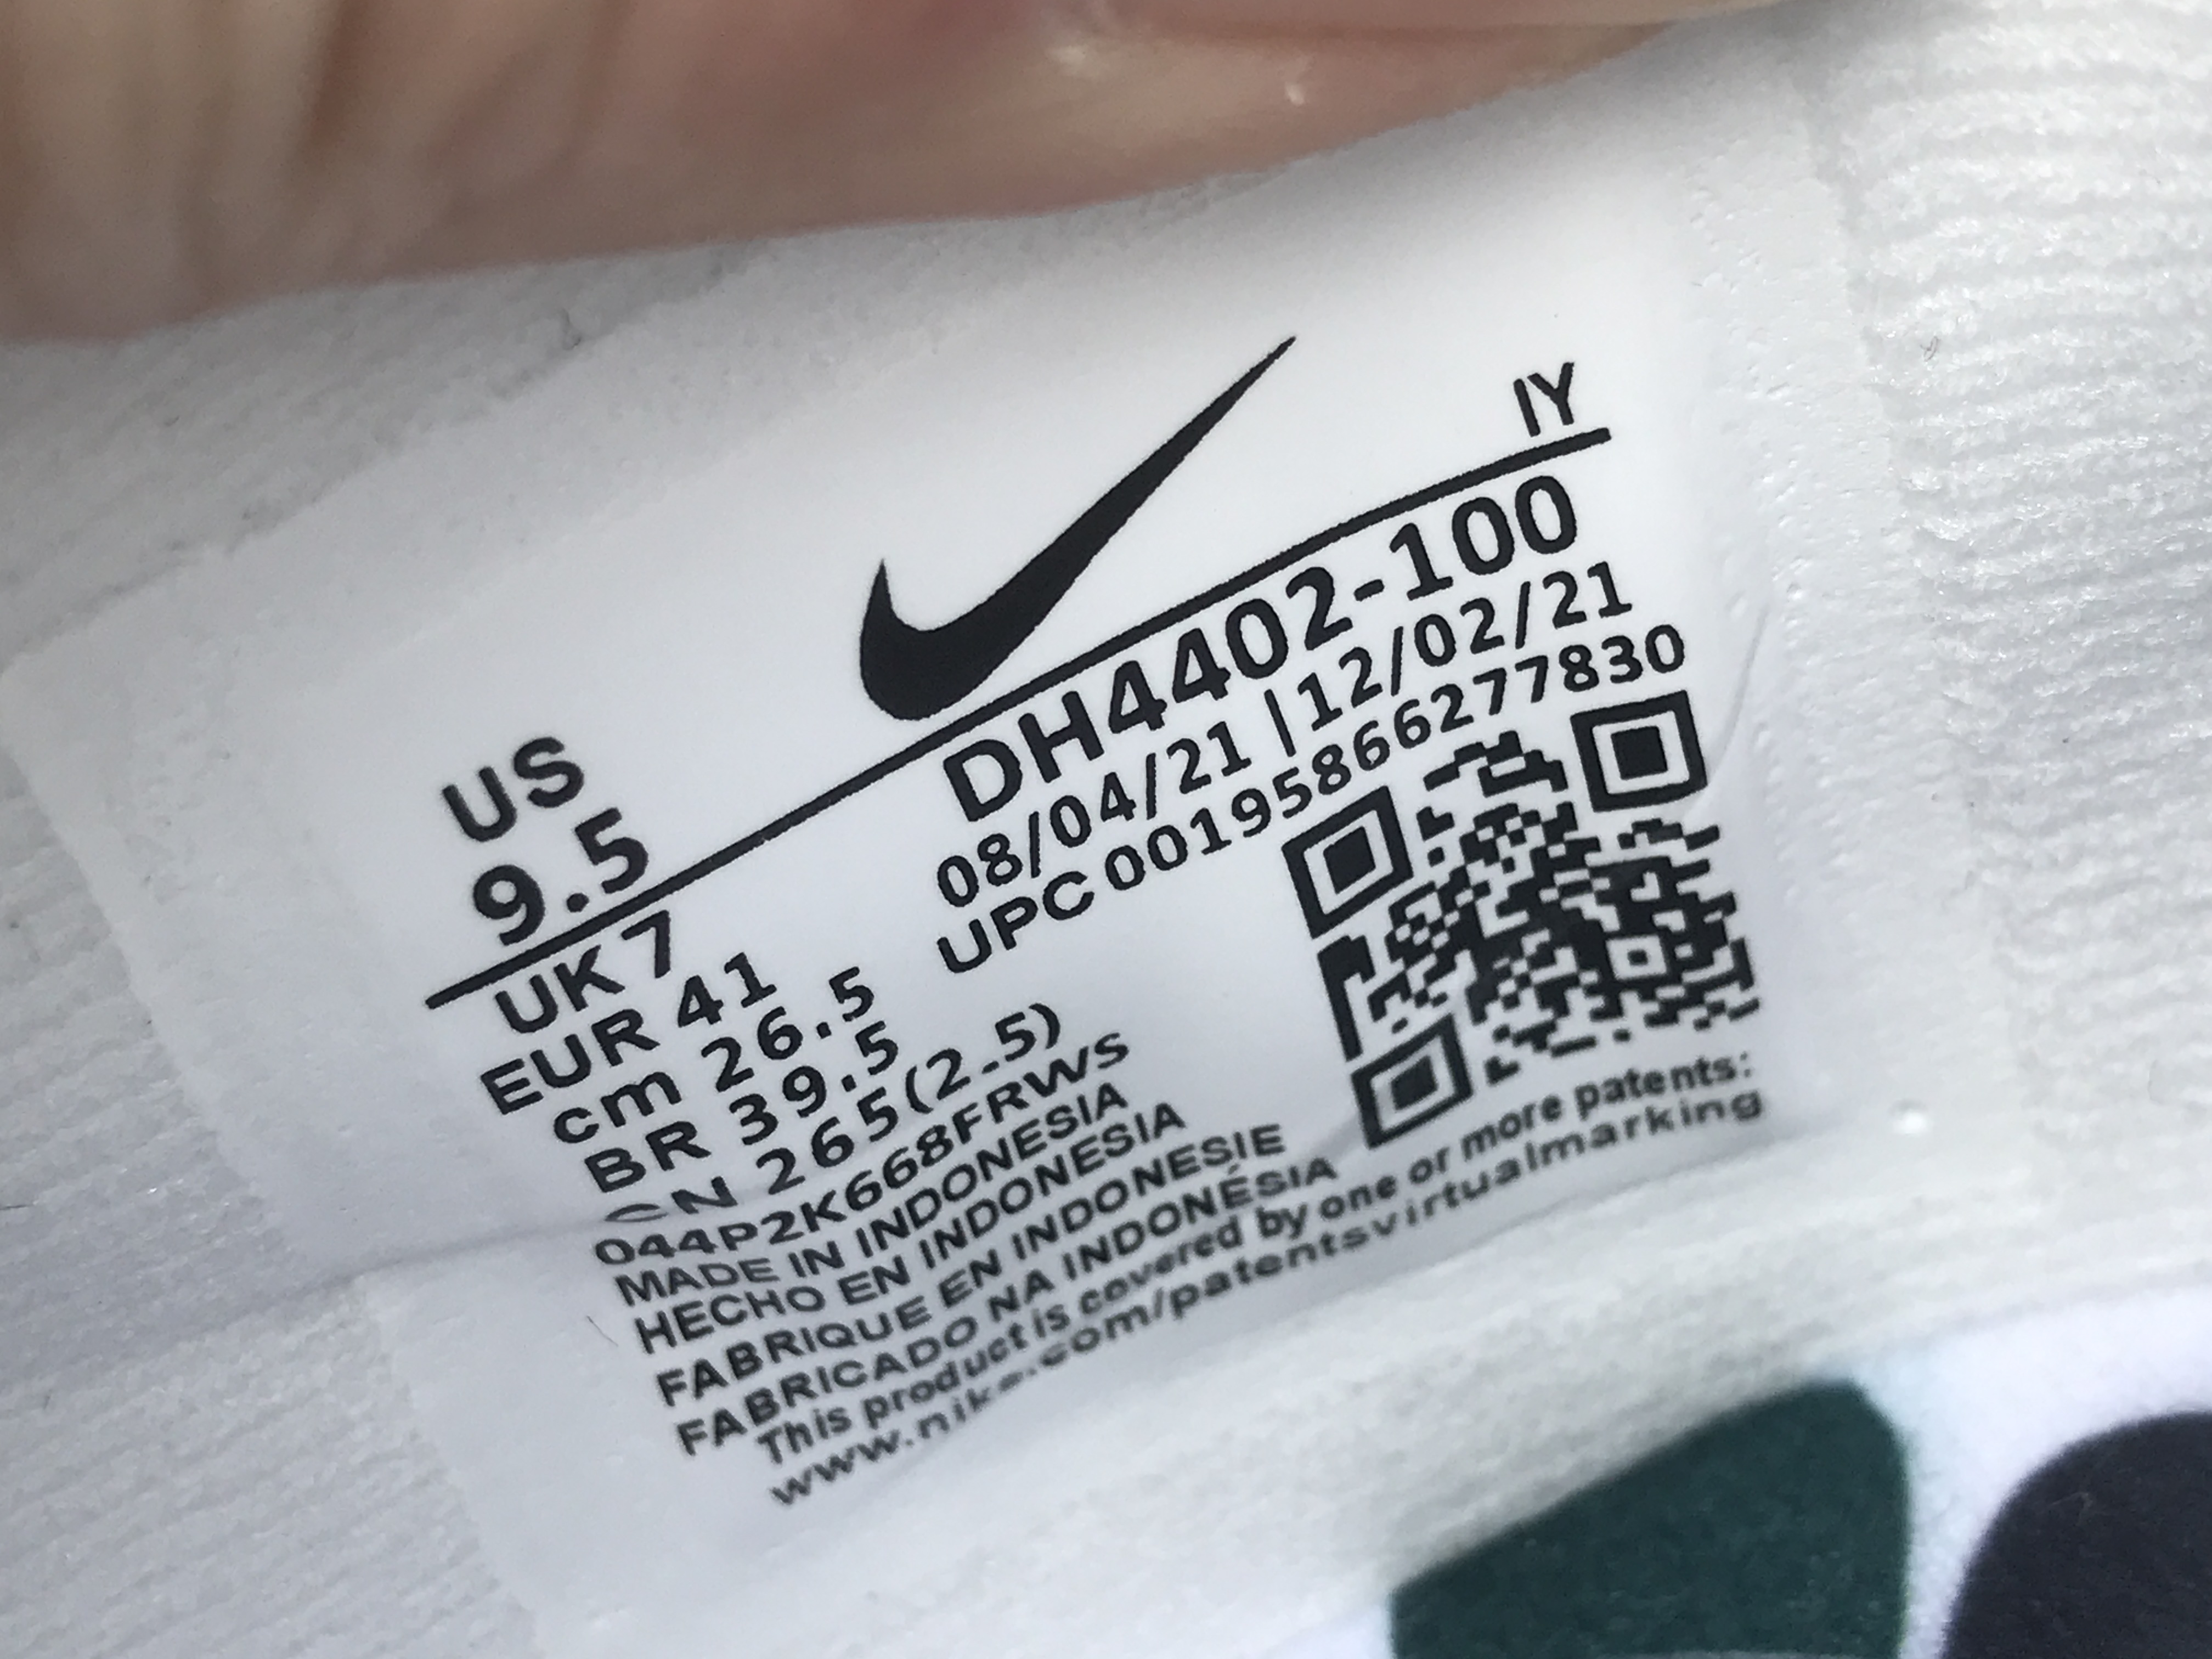 IY
US
9.5
DH4402-100
08/04/21 | 12/02/21
UPC 00195866277830
UK 7
EUR 41
cm 26.5
BR 39.5
CN 265(2.5)
044P2K668FRWS
MADE IN INDONESIA
HECHO EN INDONESIA
FABRIQUE EN INDONESIE
FABRICADO NA INDONÉSIA
This product is covered by one or more patents:
www.nike.com/patentsvirtualmarking